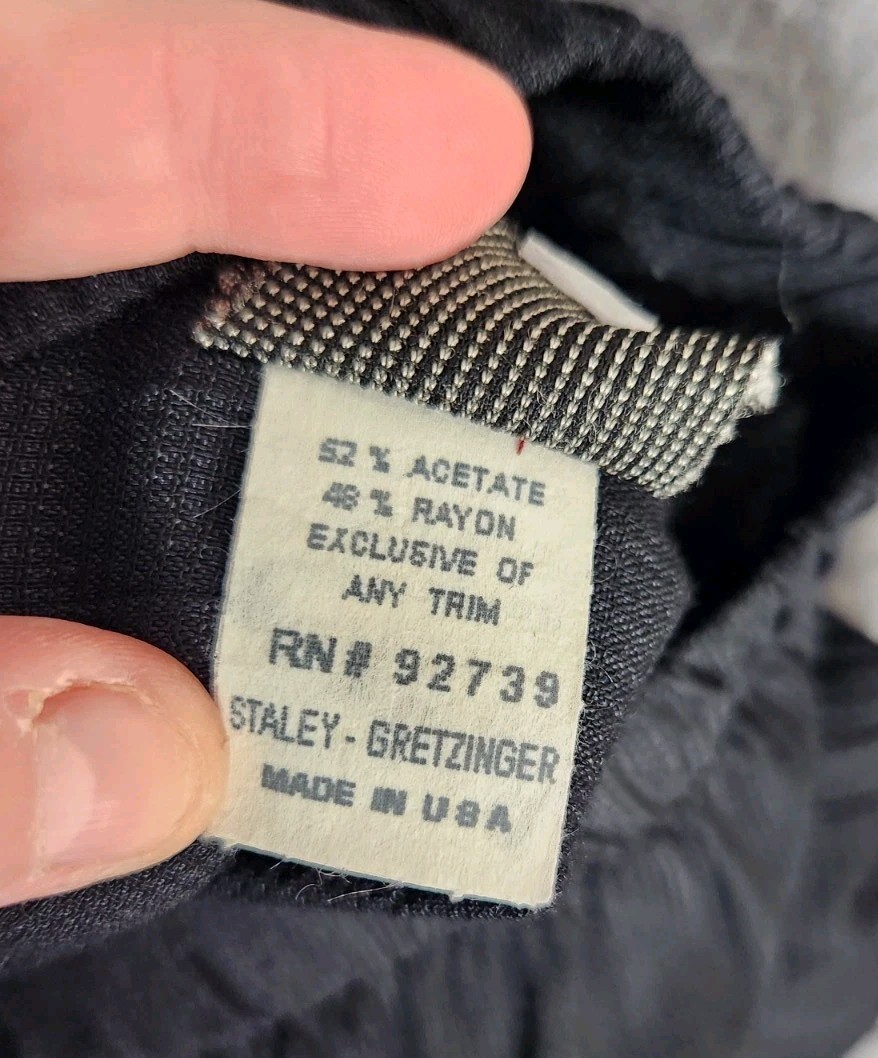 52 % ACETATE
48 % RAYON
EXCLUSIVE OF
ANY TRIM
RN# 92739
STALEY-GRETZINGER
MADE IN USA